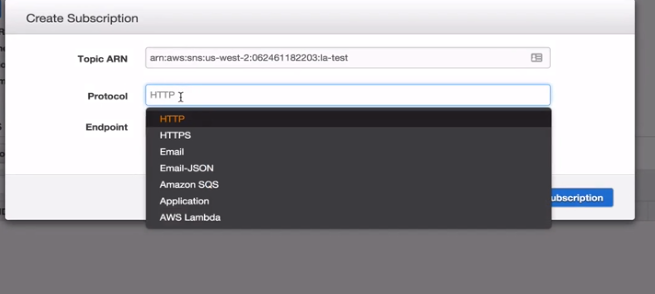 Create Subscription
Topic ARN arn:aws:sns:us-west-2:062461182203:la-test
Protocol HTTP
Endpoint
HTTP
HTTPS
Email
Email-JSON
Amazon SQS
Application
AWS Lambda
ubscription